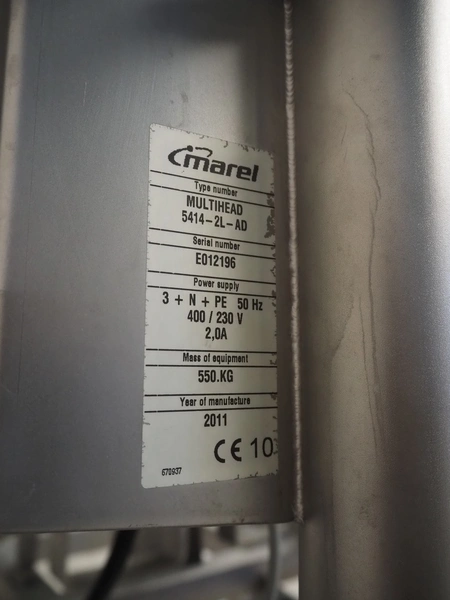 marel
Type number
MULTIHEAD
5414-2L-AD
Serial number
E012196
Power supply
3 + N + PE 50 Hz
400 / 230 V
2,0A
Mass of equipment
550.KG
Year of manufacture
2011
CE 10
670937